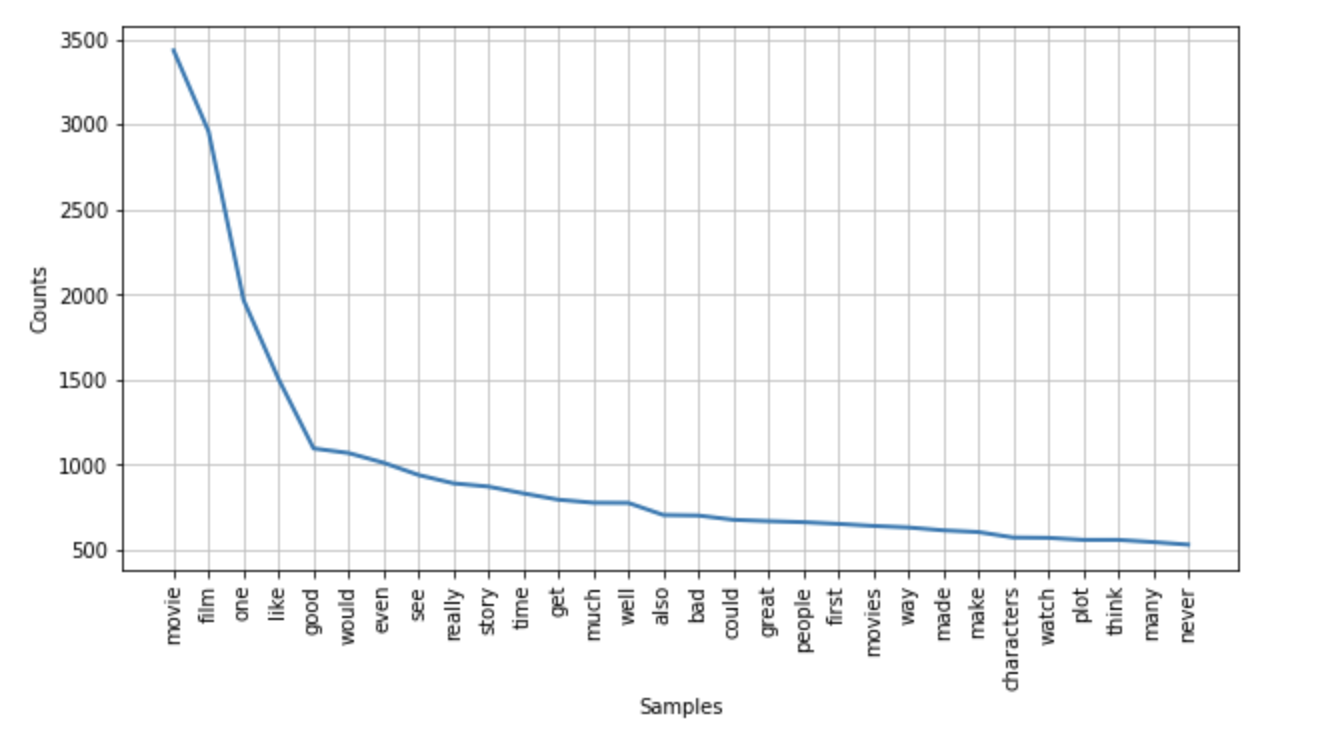 3500
3000
2500
2000
1500
1000
500
Counts
movie
film
one
like
good
would
even
see
really
story
time
get
much
well
also
bad
could
great
people
first
movies
way
made
make
characters
watch
plot
think
many
never
Samples